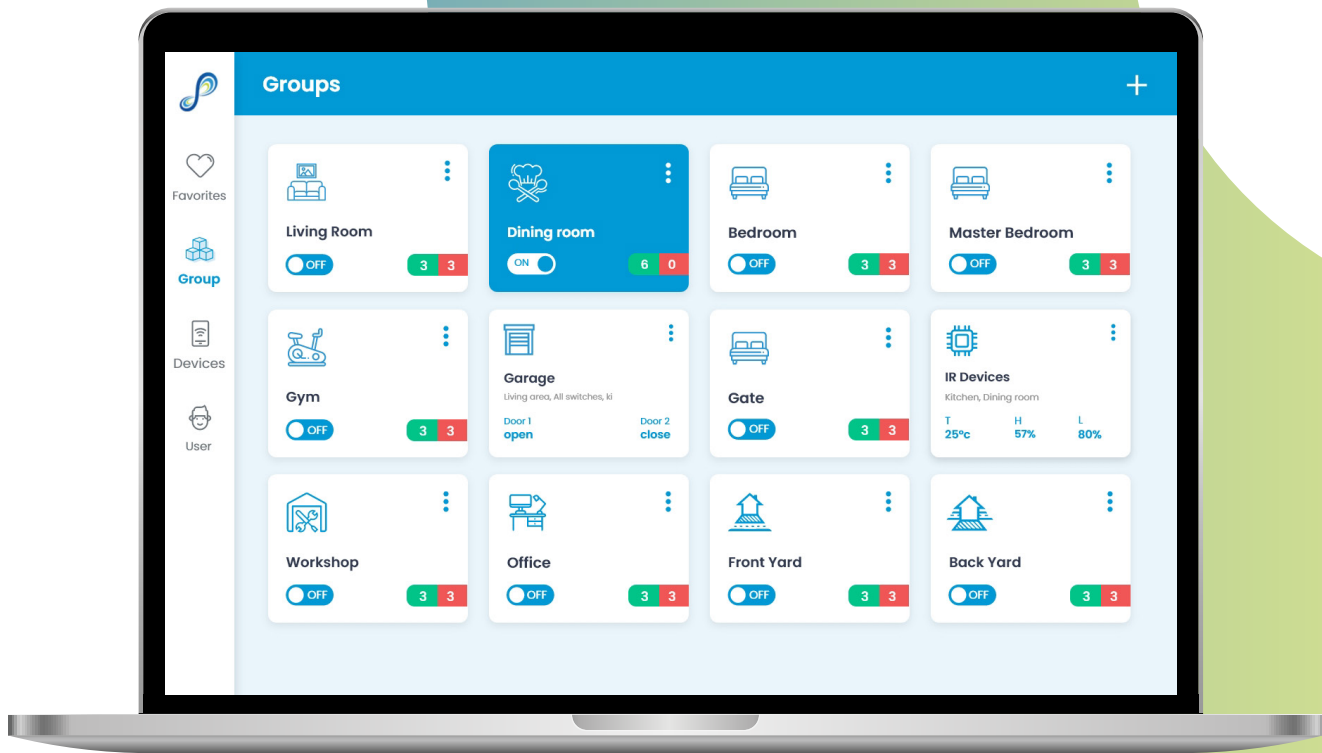 Groups
+
Favorites
Group
Devices
User
Living Room
OFF
3 3
Dining room
ON
6 0
Bedroom
OFF
3 3
Master Bedroom
OFF
3 3
Gym
OFF
3 3
Garage
Living area, All switches, ki
Door 1 Door 2
open close
Gate
OFF
3 3
IR Devices
Kitchen, Dining room
T H L
25°c 57% 80%
Workshop
OFF
3 3
Office
OFF
3 3
Front Yard
OFF
3 3
Back Yard
OFF
3 3